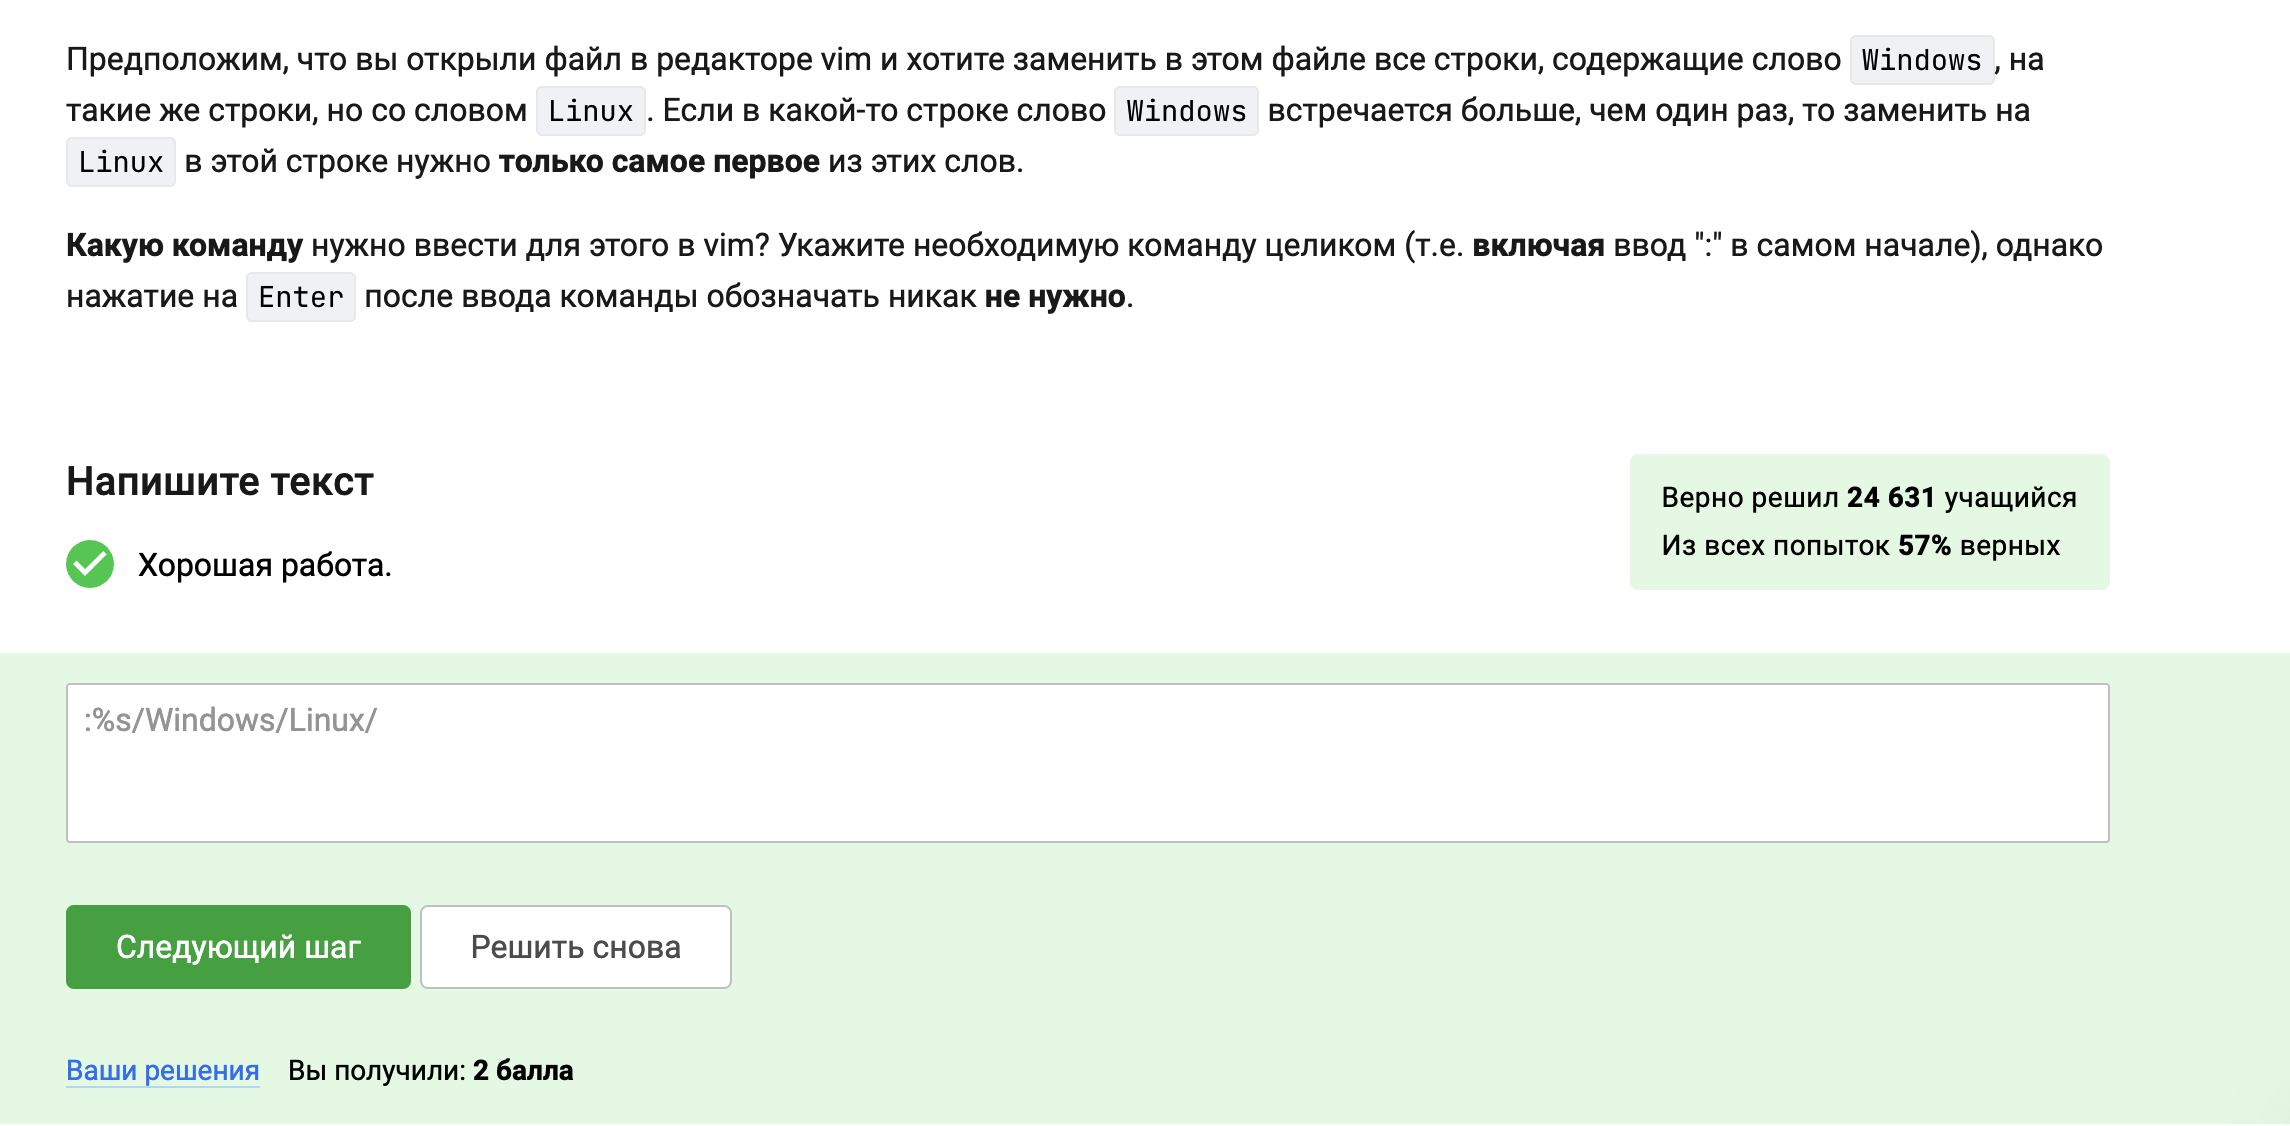 Предположим, что вы открыли файл в редакторе vim и хотите заменить в этом файле все строки, содержащие слово Windows, на
такие же строки, но со словом Linux. Если в какой-то строке слово Windows встречается больше, чем один раз, то заменить на
Linux в этой строке нужно только самое первое из этих слов.
Какую команду нужно ввести для этого в vim? Укажите необходимую команду целиком (т.е. включая ввод ":" в самом начале), однако
нажатие на Enter после ввода команды обозначать никак не нужно.
Напишите текст
Верно решил 24 631 учащийся
Из всех попыток 57% верных
Хорошая работа.
:%s/Windows/Linux/
Следующий шаг Решить снова
Ваши решения Вы получили: 2 балла